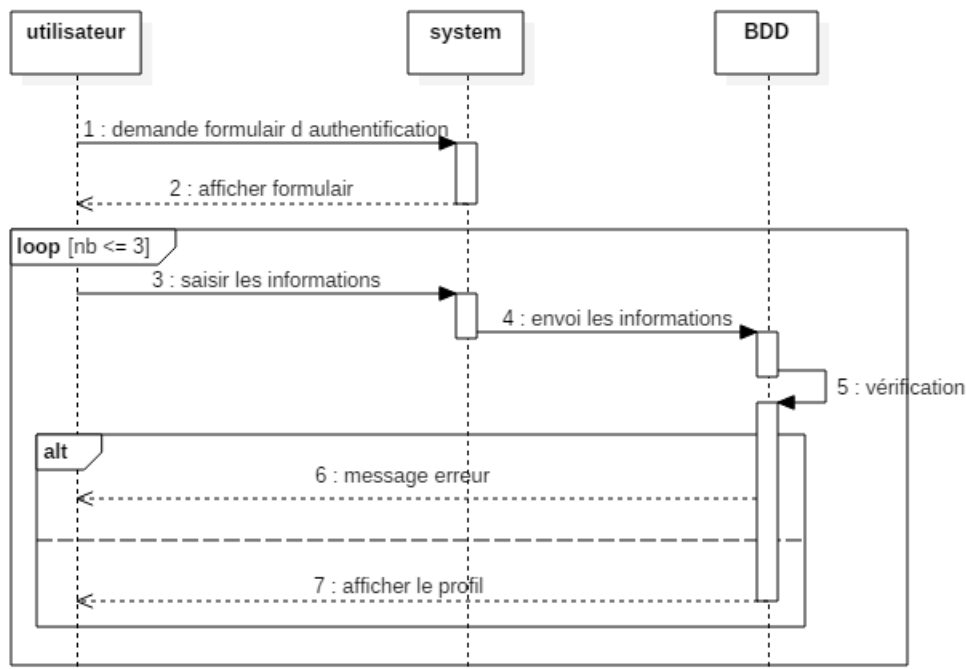 utilisateur
system
BDD
1 : demande formulair d authentification
2 : afficher formulair
loop [nb <= 3]
3 : saisir les informations
4 : envoi les informations
5 : vérification
alt
6 : message erreur
7 : afficher le profil